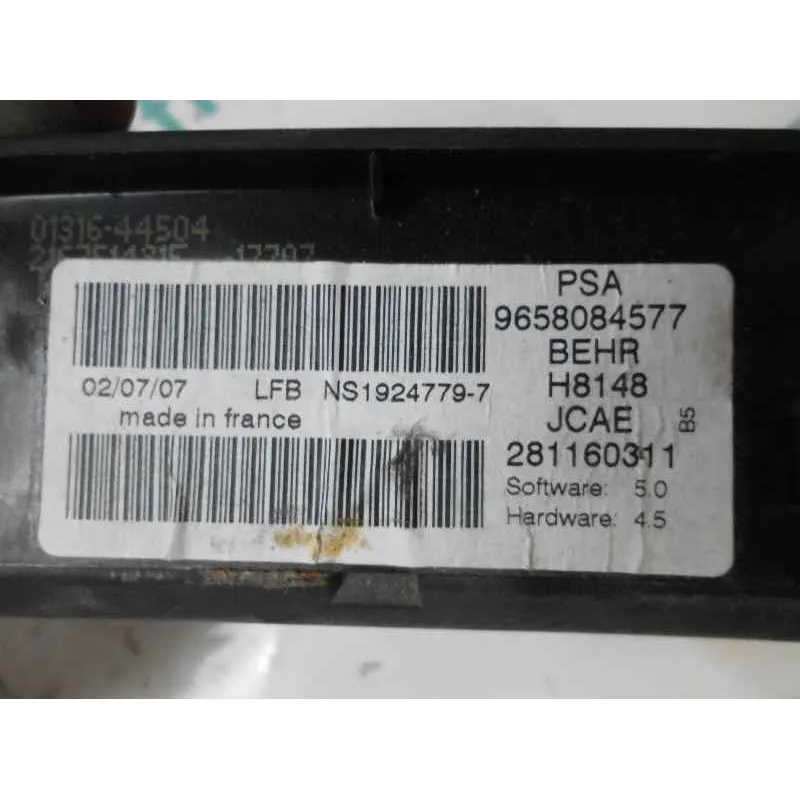 01316-44504
PSA
9658084577
BEHR
02/07/07 LFB NS1924779-7
H8148
made in france
JCAE
B5
281160311
Software: 5.0
Hardware: 4.5